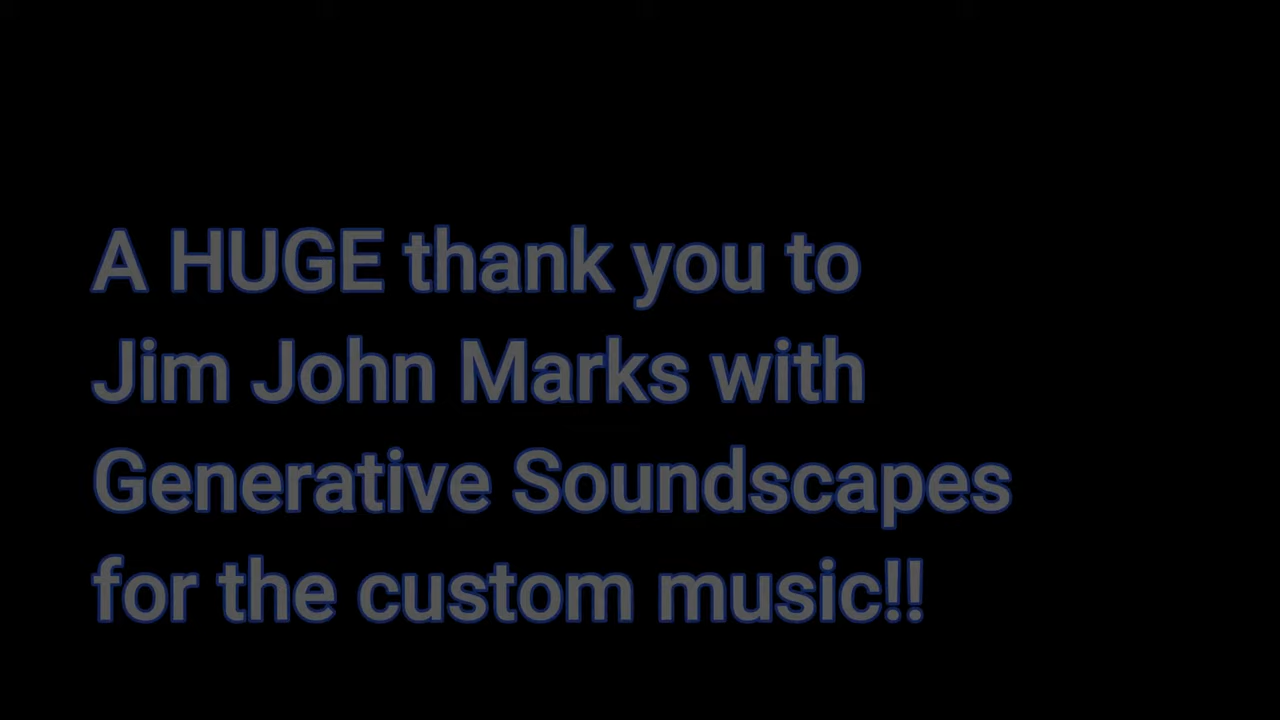 A HUGE thank you to
Jim John Marks with
Generative Soundscapes
for the custom music!!